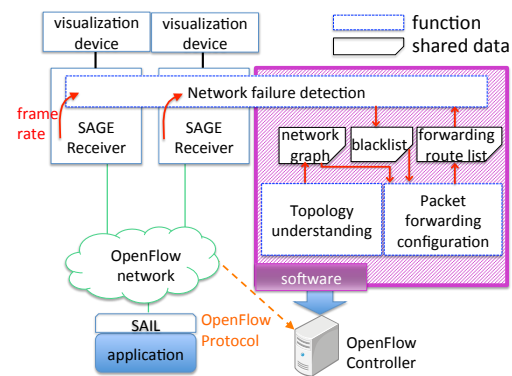 visualization
device
visualization
device
function
shared data
Network failure detection
frame
rate
SAGE
Receiver
SAGE
Receiver
network
graph
blacklist
forwarding
route list
Topology
understanding
Packet
forwarding
configuration
OpenFlow
network
software
SAIL
application
OpenFlow
Protocol
OpenFlow
Controller